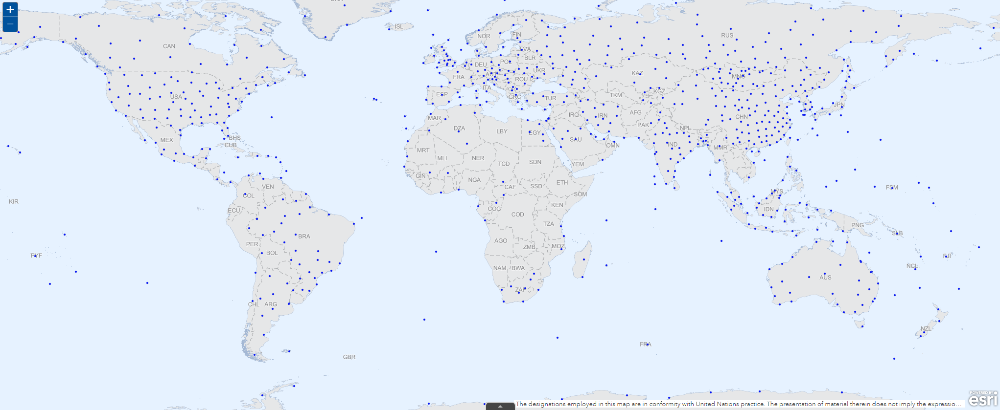 +
DNR
−
ISL
NOR
FIN
RUS
CAN
LVA
BLR
DEU
POL
UKR
FRA
AUT
KAZ
MNG
ROU
ITA
KGZ
ESP
GRC
TUR
TKM
USA
JPN
MAR
IRQ
IRN
AFG
CHN
DZA
LBY
EGY
PAK
NPL
BHS
SAU
MEX
CUB
OMN
IND
MMR
MRT
MLI
NER
TCD
SDN
YEM
GIN
NGA
ETH
VEN
CAF
SSD
FSM
COL
SOM
MYS
KIR
ECU
COG
KEN
IDN
COD
TZA
PNG
BRA
SLB
PER
AGO
ZMB
MOZ
PYF
BOL
FJI
NAM
BWA
NCL
AUS
ZAF
CHL
ARG
NZL
FRA
GBR
POWERED BY
esri
The designations employed in this map are in conformity with United Nations practice. The presentation of material therein does not imply the expressio…